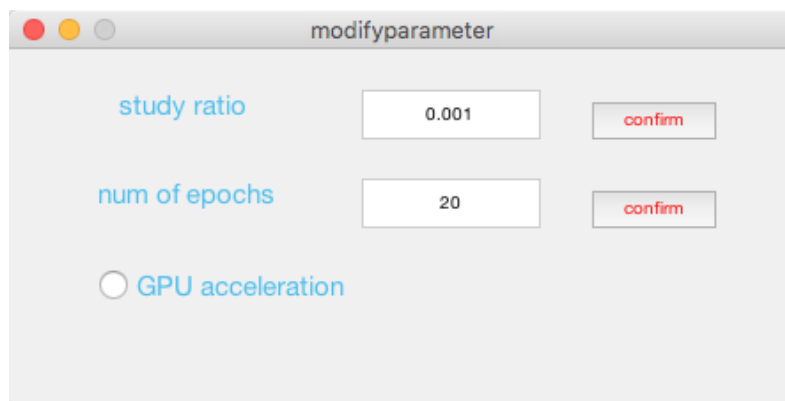 modifyparameter
study ratio 0.001 confirm
num of epochs 20 confirm
GPU acceleration